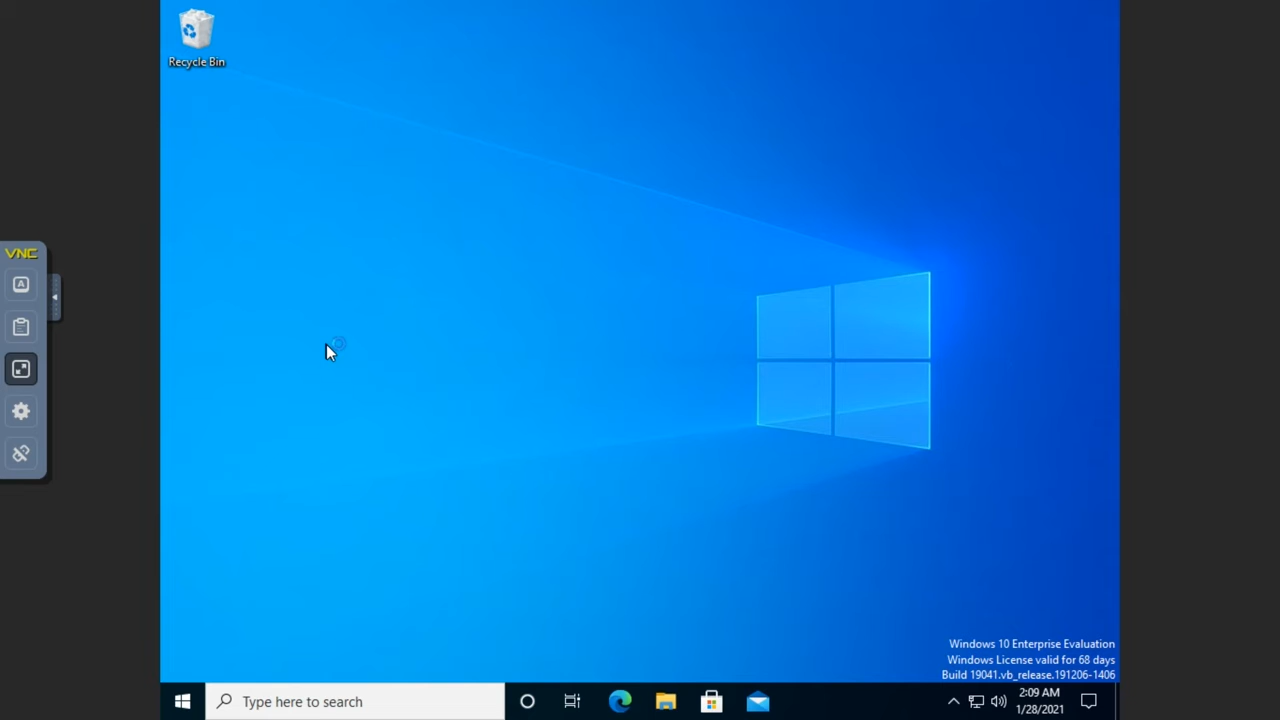 Recycle Bin
VNC
A
Windows 10 Enterprise Evaluation
Windows License valid for 68 days
Build 19041.vb_release.191206-1406
Type here to search
2:09 AM
1/28/2021